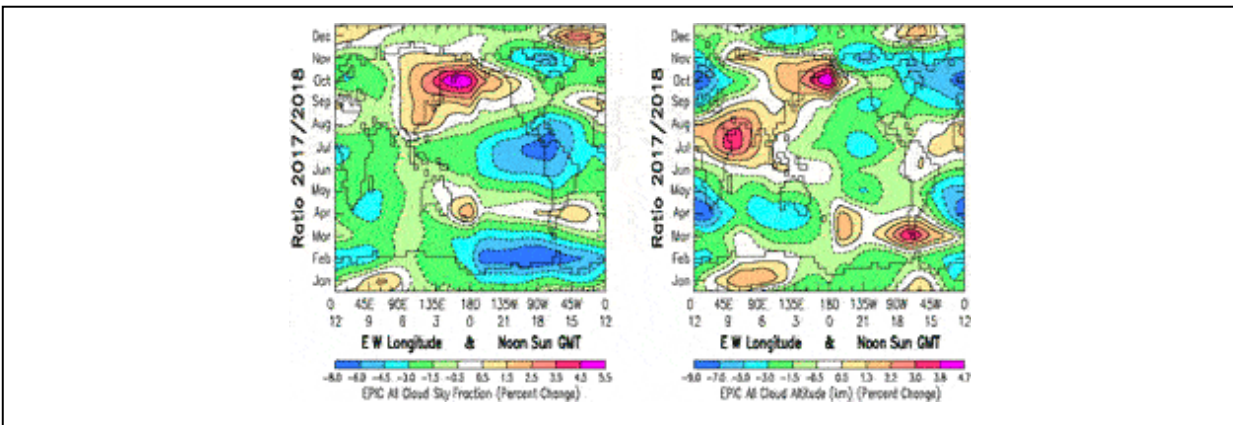 Ratio 2017/2018
Dec
Nov
Oct
Sep
Aug
Jul
Jun
May
Apr
Mar
Feb
Jan
0 45E 90E 135E 180 135W 90W 45W 0
12 9 6 3 0 21 18 15 12
E W Longitude & Noon Sun GMT
-8.0 -6.0 -4.5 -3.0 -1.5 -0.5 0.5 1.5 2.5 3.5 4.5 5.5
EPIC All Cloud Sky Fraction (Percent Change)
Ratio 2017/2018
Dec
Nov
Oct
Sep
Aug
Jul
Jun
May
Apr
Mar
Feb
Jan
0 45E 90E 135E 180 135W 90W 45W 0
12 9 6 3 0 21 18 15 12
E W Longitude & Noon Sun GMT
-9.0 -7.0 -5.0 -3.0 -1.5 -0.5 0.5 1.3 2.2 3.0 3.8 4.7
EPIC All Cloud Altitude (km) (Percent Change)